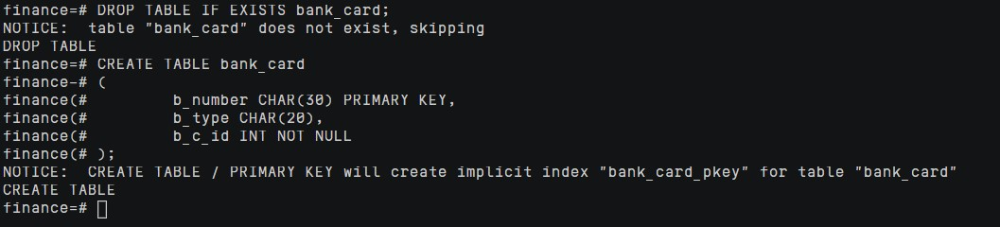 finance=# DROP TABLE IF EXISTS bank_card;
NOTICE:  table "bank_card" does not exist, skipping
DROP TABLE
finance=# CREATE TABLE bank_card
finance-# (
finance(#         b_number CHAR(30) PRIMARY KEY,
finance(#         b_type CHAR(20),
finance(#         b_c_id INT NOT NULL
finance(# );
NOTICE:  CREATE TABLE / PRIMARY KEY will create implicit index "bank_card_pkey" for table "bank_card"
CREATE TABLE
finance=#